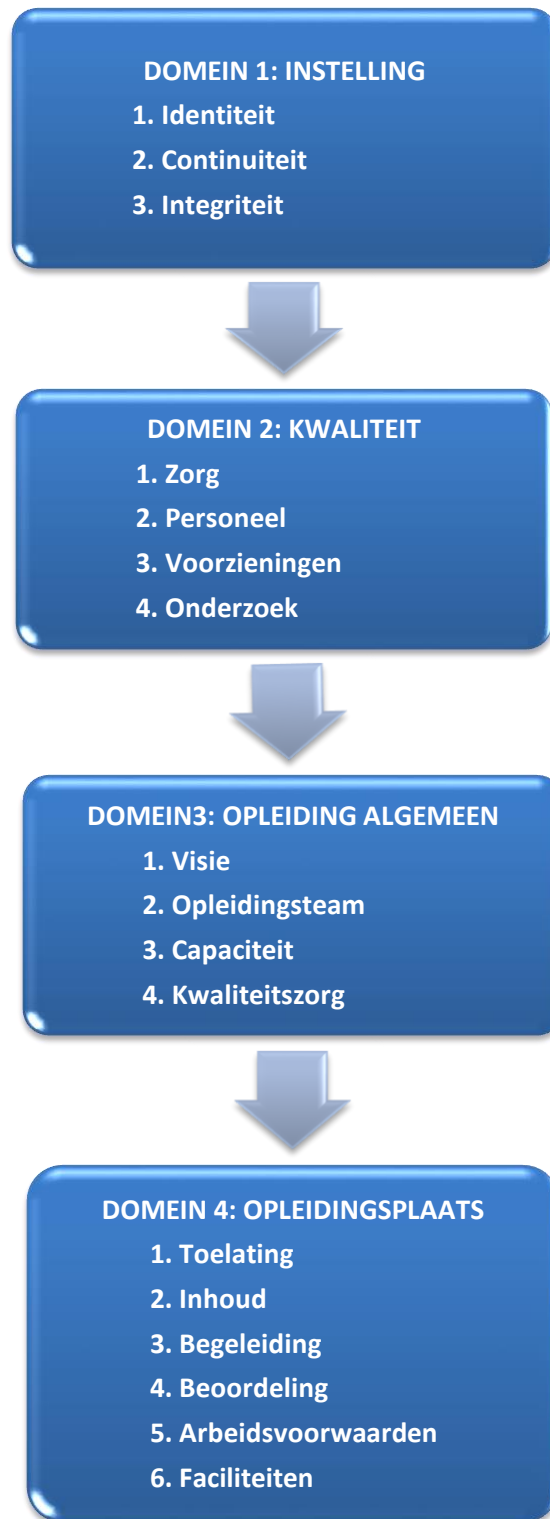 DOMEIN 1: INSTELLING
1. Identiteit
2. Continuiteit
3. Integriteit
DOMEIN 2: KWALITEIT
1. Zorg
2. Personeel
3. Voorzieningen
4. Onderzoek
DOMEIN3: OPLEIDING ALGEMEEN
1. Visie
2. Opleidingsteam
3. Capaciteit
4. Kwaliteitszorg
DOMEIN 4: OPLEIDINGSPLAATS
1. Toelating
2. Inhoud
3. Begeleiding
4. Beoordeling
5. Arbeidsvoorwaarden
6. Faciliteiten